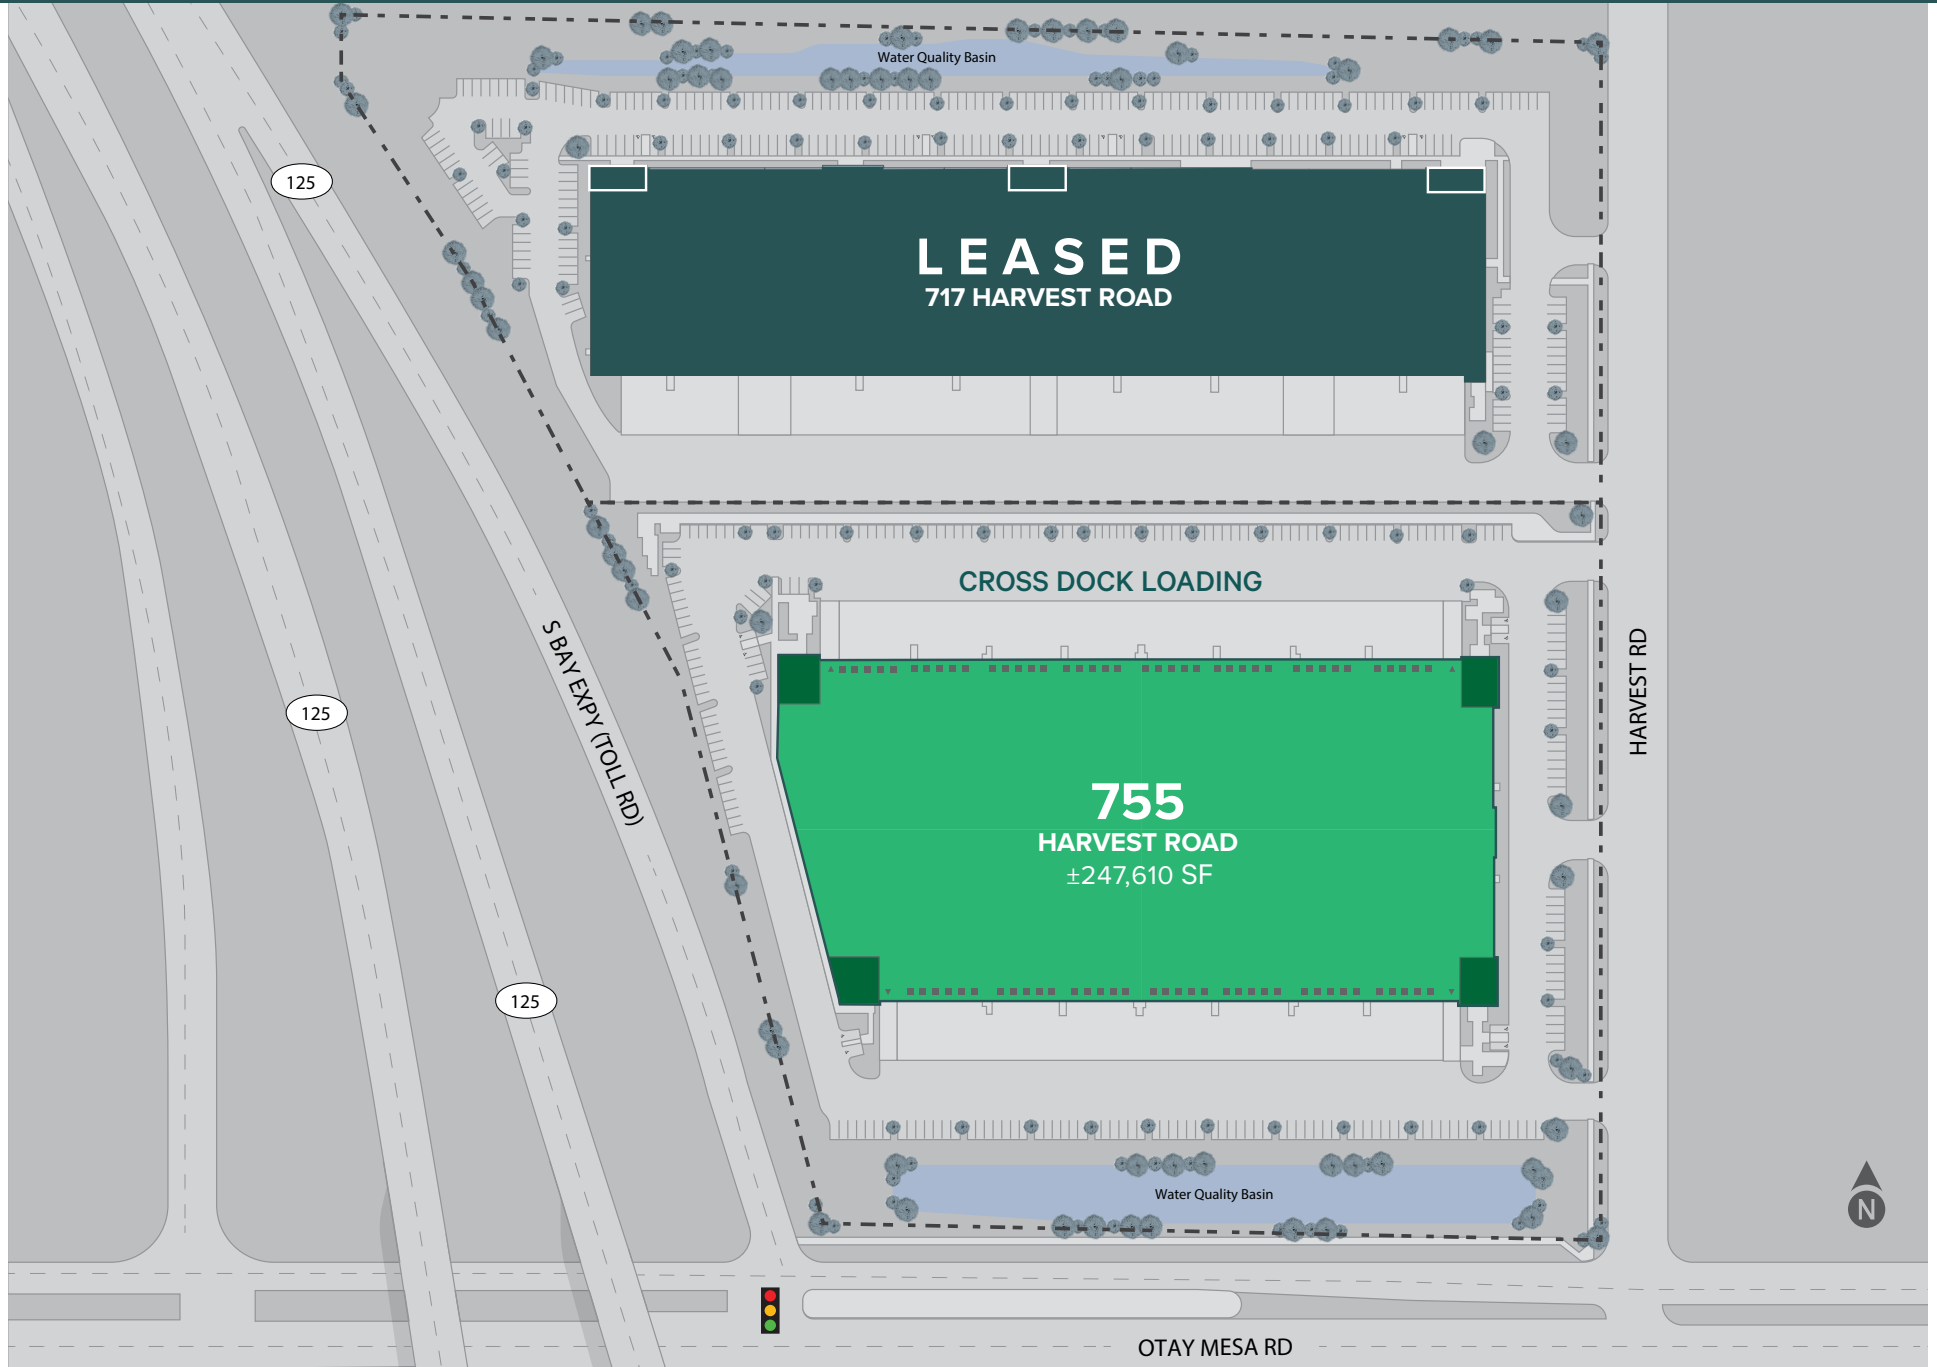 Water Quality Basin
125
LEASED
717 HARVEST ROAD
CROSS DOCK LOADING
S BAY EXPY (TOLL RD)
HARVEST RD
125
755
HARVEST ROAD
±247,610 SF
125
Water Quality Basin
N
OTAY MESA RD